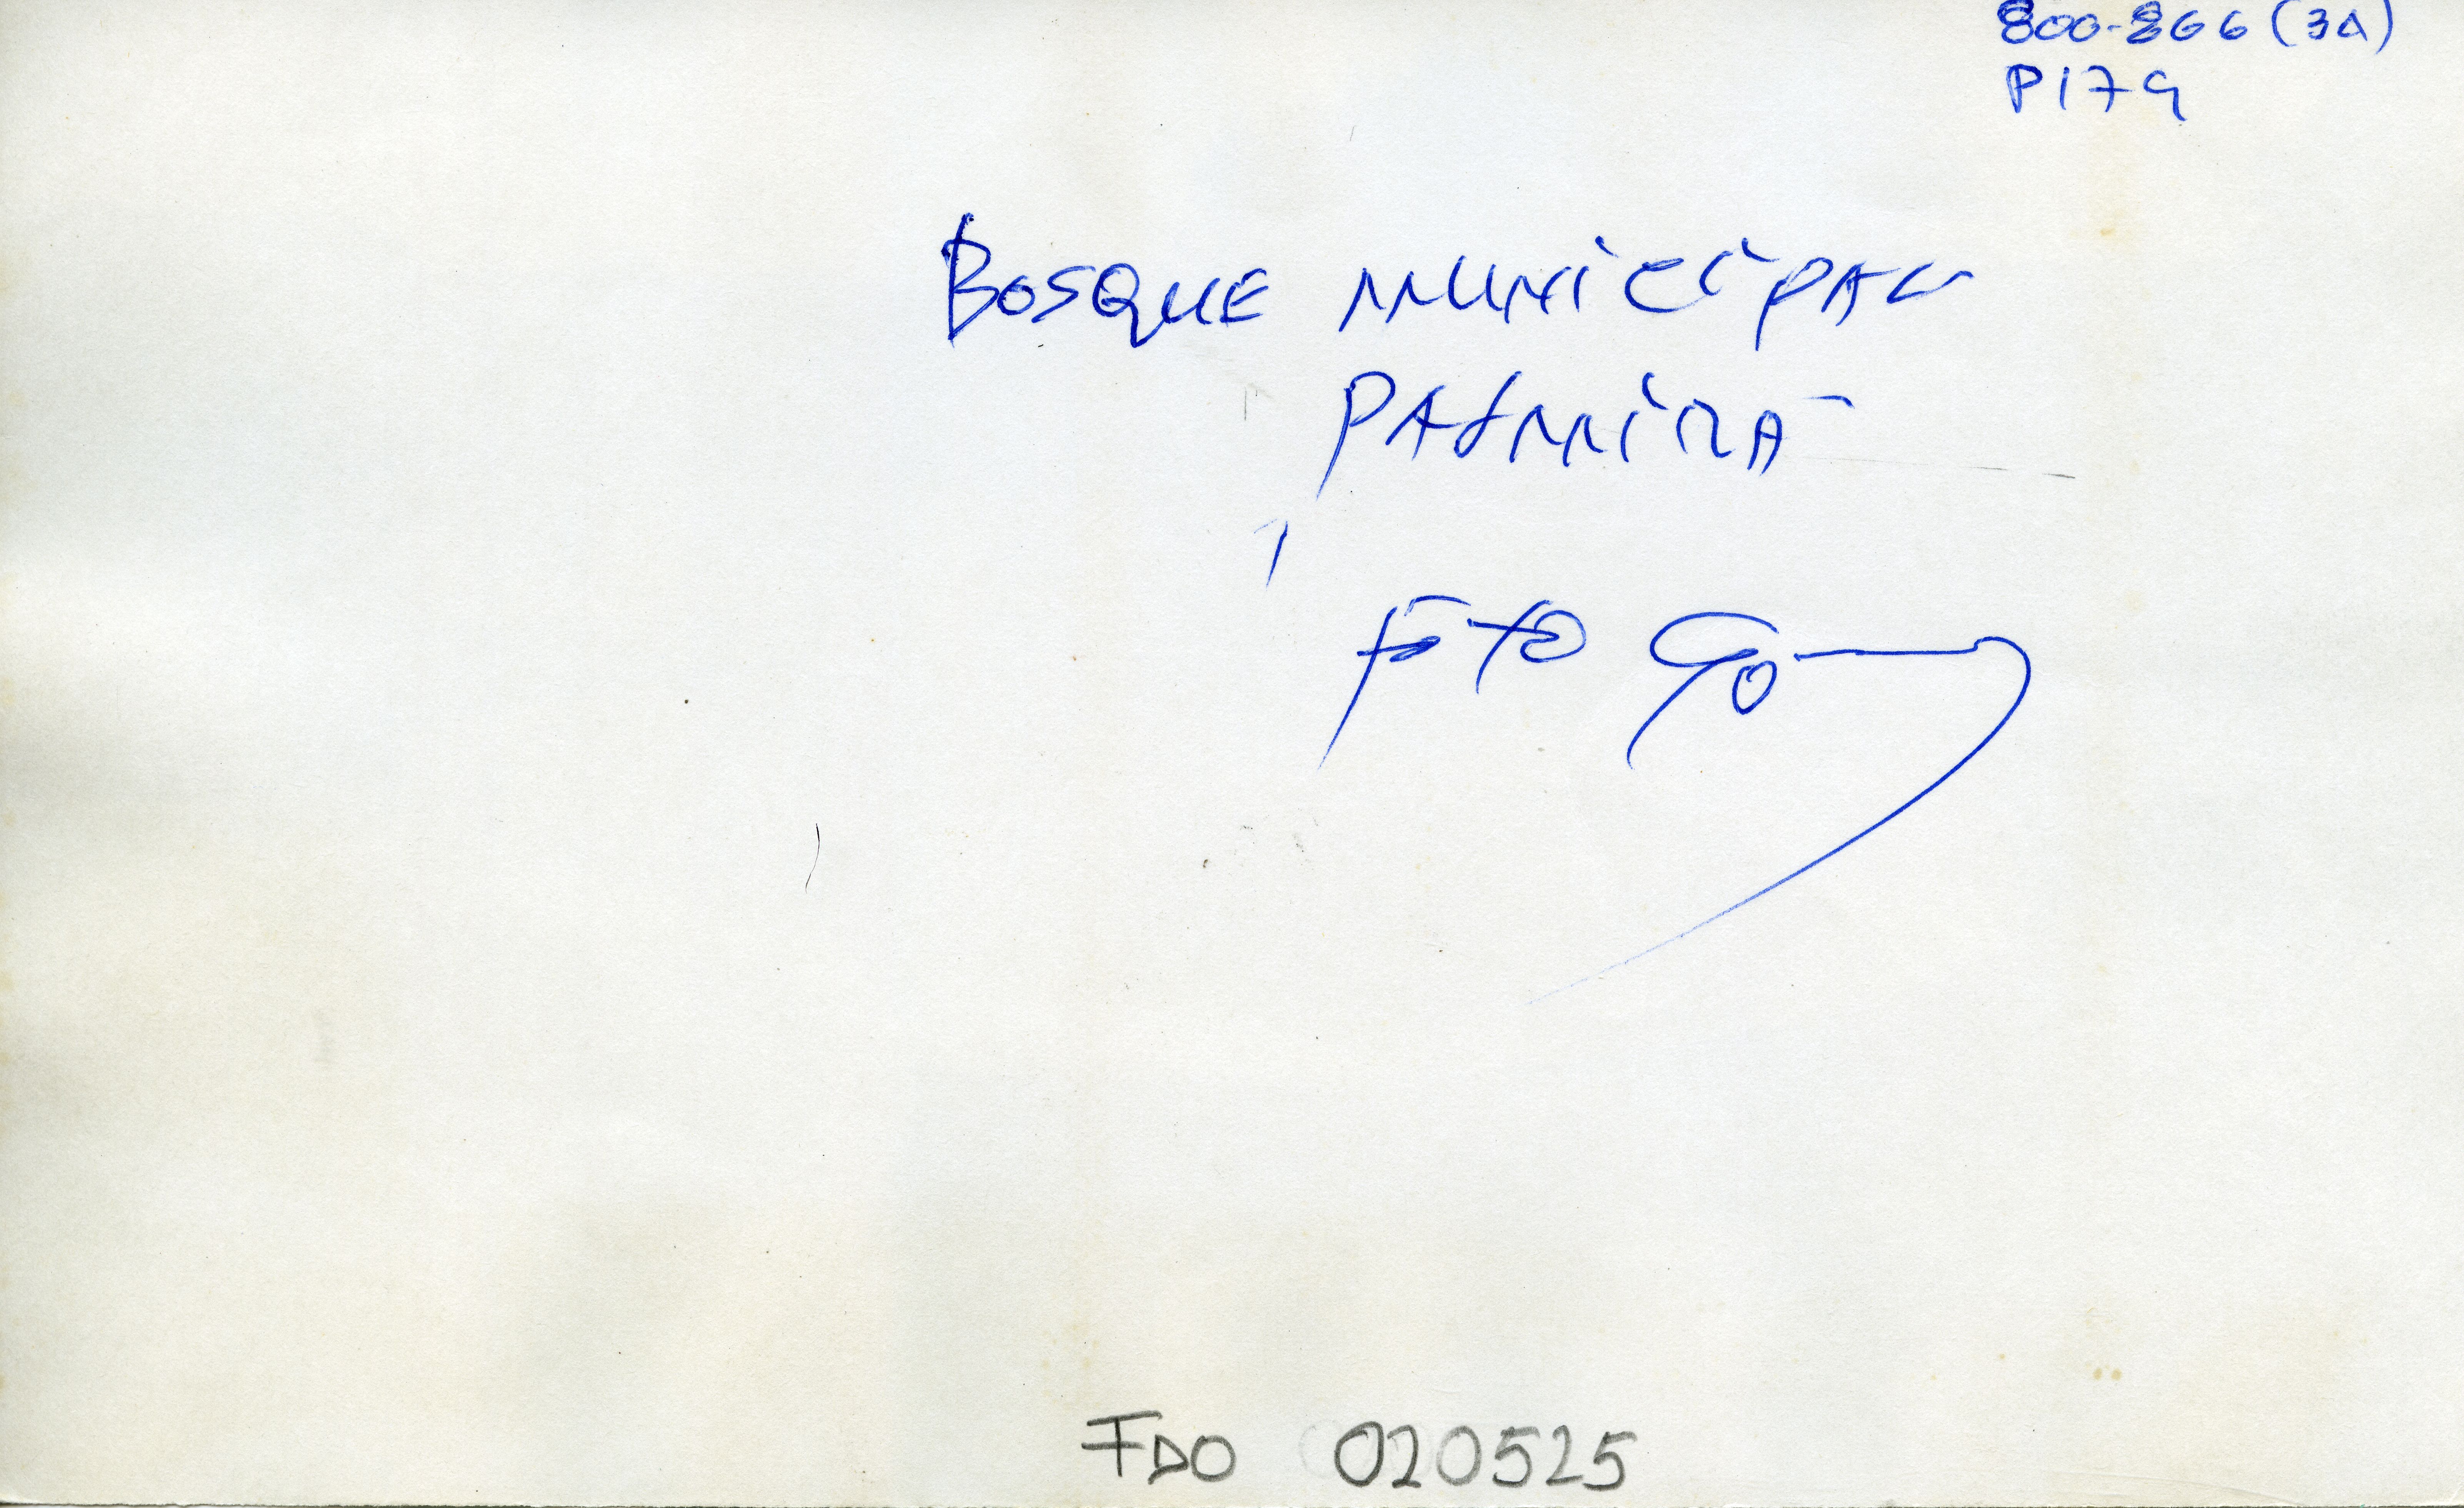 800-866 (3A)
P179
BOSQUE MUNICIPAL
PALMIRA
FOTO
FDO 020525